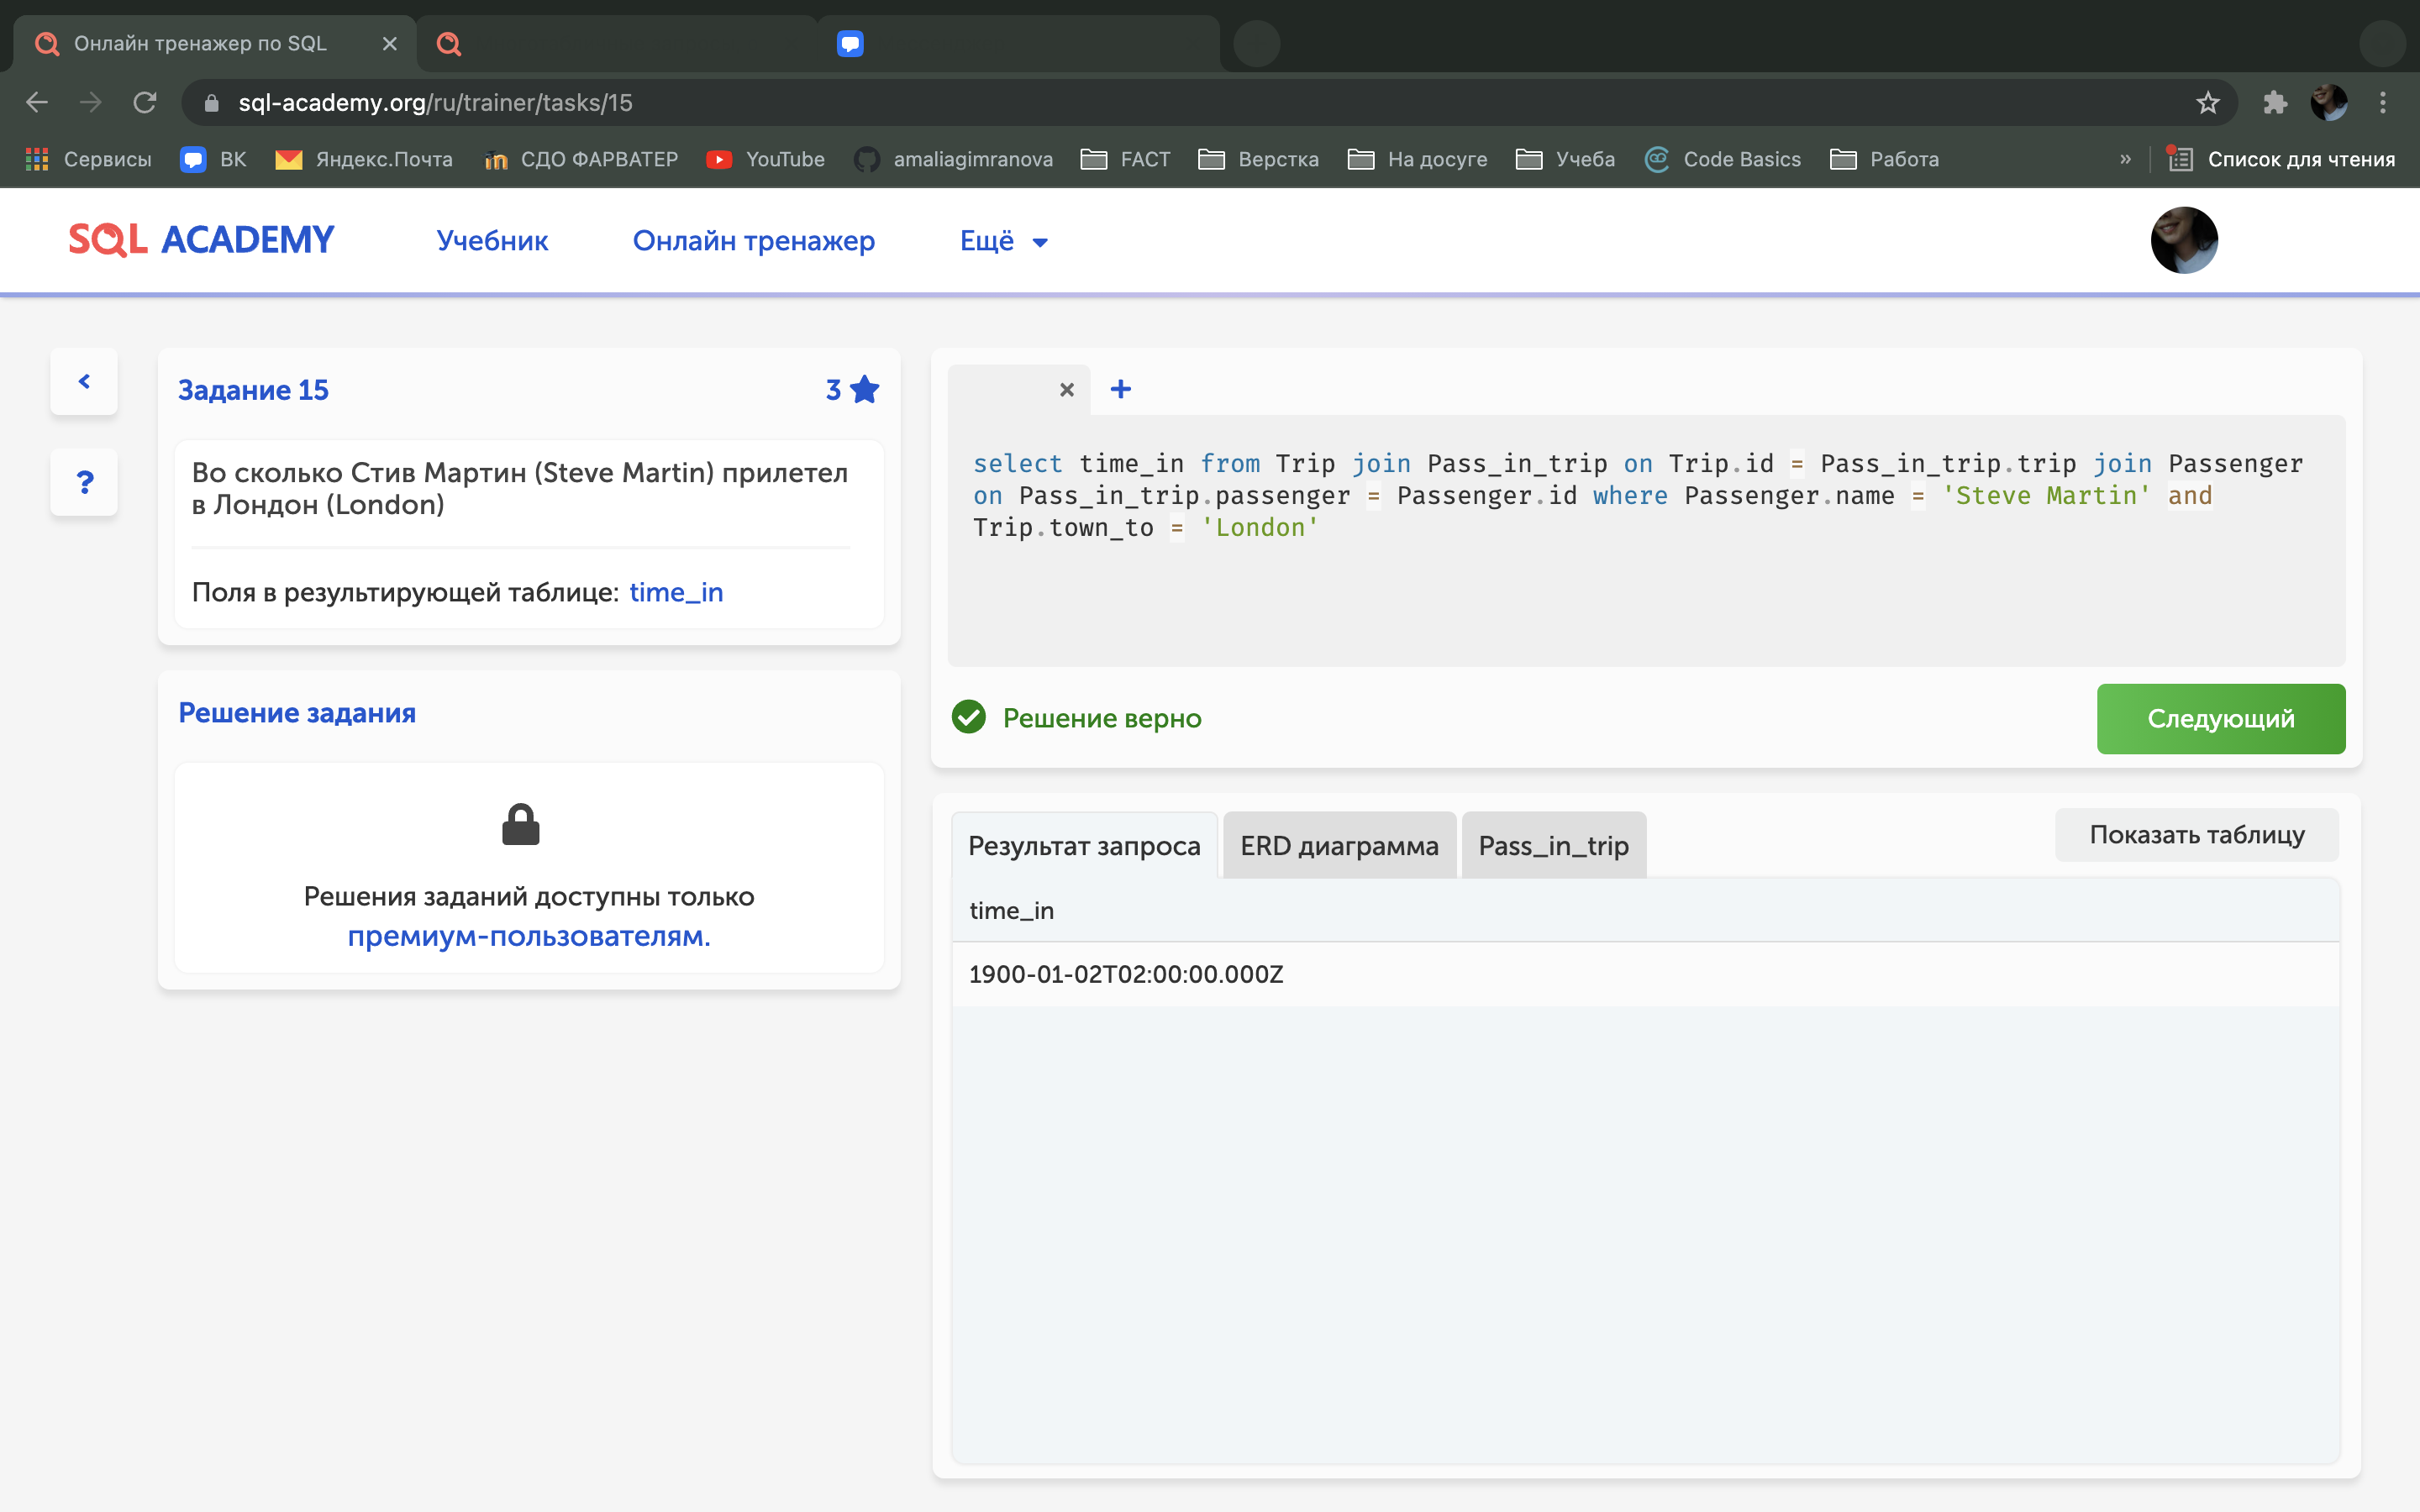 Онлайн тренажер по SQL
sql-academy.org/ru/trainer/tasks/15
Сервисы ВК Яндекс.Почта СДО ФАРВАТЕР YouTube amaliagimranova FACT Верстка На досуге Учеба Code Basics Работа » Список для чтения
SQL ACADEMY Учебник Онлайн тренажер Ещё
Задание 15 3
Во сколько Стив Мартин (Steve Martin) прилетел
в Лондон (London)
Поля в результирующей таблице: time_in
Решение задания
Решения заданий доступны только
премиум-пользователям.
select time_in from Trip join Pass_in_trip on Trip.id = Pass_in_trip.trip join Passenger
on Pass_in_trip.passenger = Passenger.id where Passenger.name = 'Steve Martin' and
Trip.town_to = 'London'
Решение верно
Следующий
Результат запроса ERD диаграмма Pass_in_trip Показать таблицу
time_in
1900-01-02T02:00:00.000Z